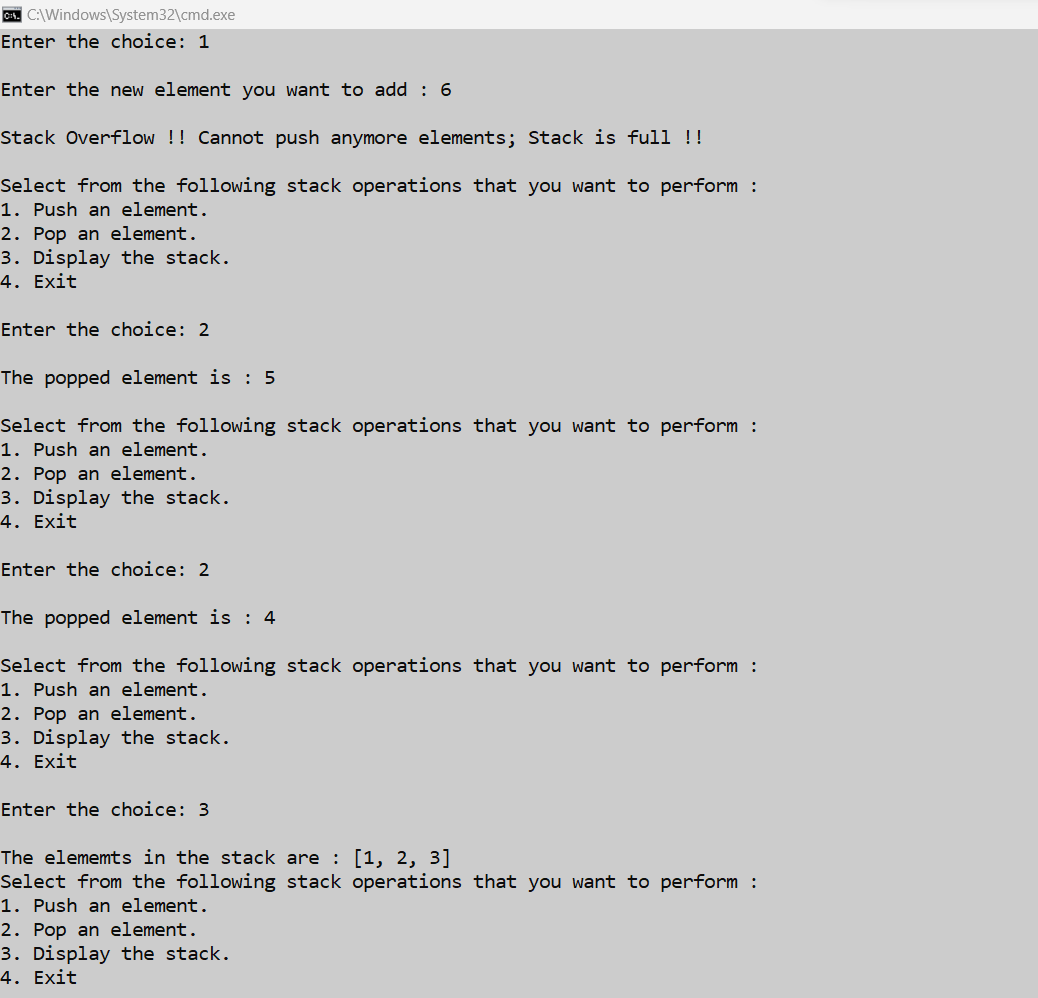 C:\Windows\System32\cmd.exe
Enter the choice: 1
Enter the new element you want to add : 6
Stack Overflow !! Cannot push anymore elements; Stack is full !!
Select from the following stack operations that you want to perform :
1. Push an element.
2. Pop an element.
3. Display the stack.
4. Exit
Enter the choice: 2
The popped element is : 5
Select from the following stack operations that you want to perform :
1. Push an element.
2. Pop an element.
3. Display the stack.
4. Exit
Enter the choice: 2
The popped element is : 4
Select from the following stack operations that you want to perform :
1. Push an element.
2. Pop an element.
3. Display the stack.
4. Exit
Enter the choice: 3
The elememts in the stack are : [1, 2, 3]
Select from the following stack operations that you want to perform :
1. Push an element.
2. Pop an element.
3. Display the stack.
4. Exit